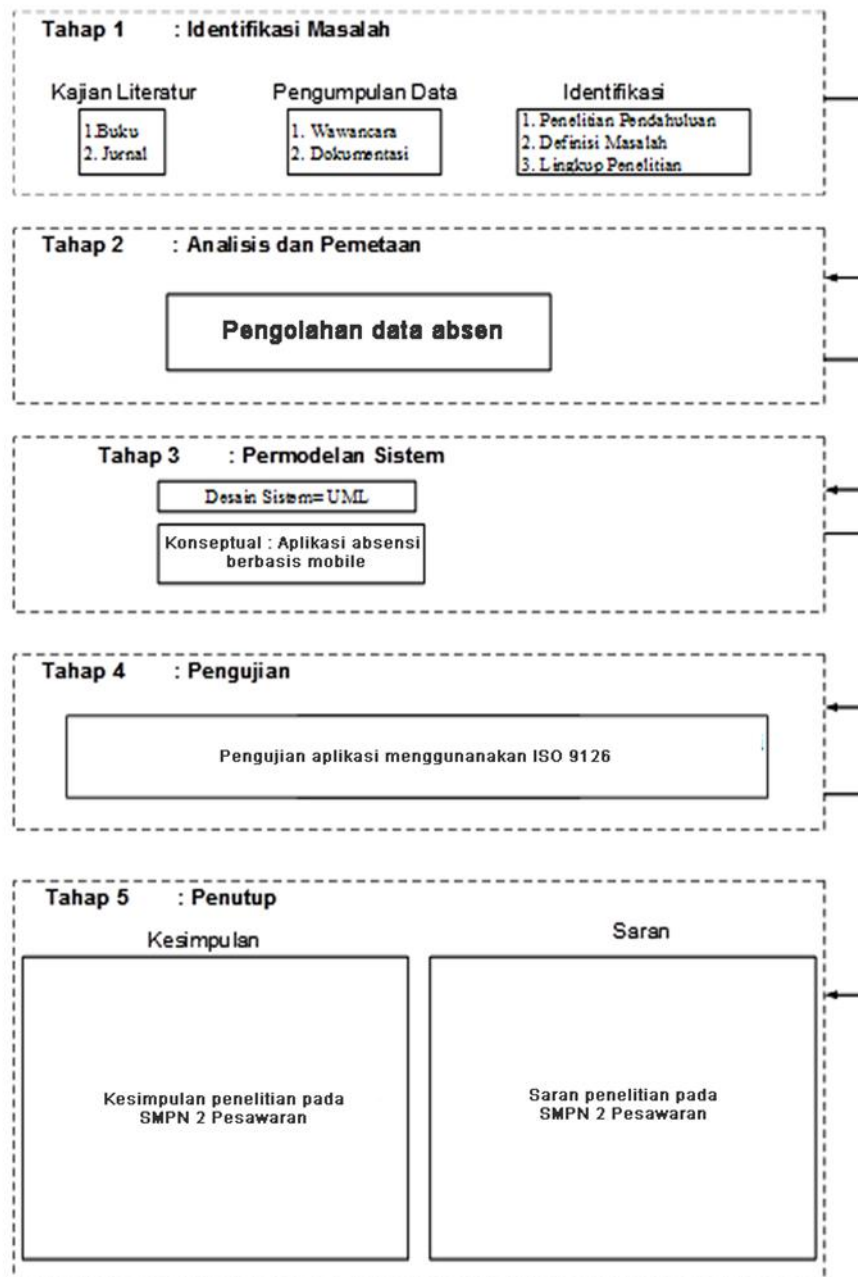 Tahap 1 : Identifikasi Masalah
Kajian Literatur
1.Buku
2. Jurnal
Pengumpulan Data
1. Wawancara
2. Dokumentasi
Identifikasi
1. Penelitian Pendahuluan
2. Definisi Masalah
3. Lingkup Penelitian
Tahap 2 : Analisis dan Pemetaan
Pengolahan data absen
Tahap 3 : Permodelan Sistem
Desain Sistem=UML
Konseptual : Aplikasi absensi
berbasis mobile
Tahap 4 : Pengujian
Pengujian aplikasi menggunanakan ISO 9126
Tahap 5 : Penutup
Kesimpulan
Kesimpulan penelitian pada
SMPN 2 Pesawaran
Saran
Saran penelitian pada
SMPN 2 Pesawaran